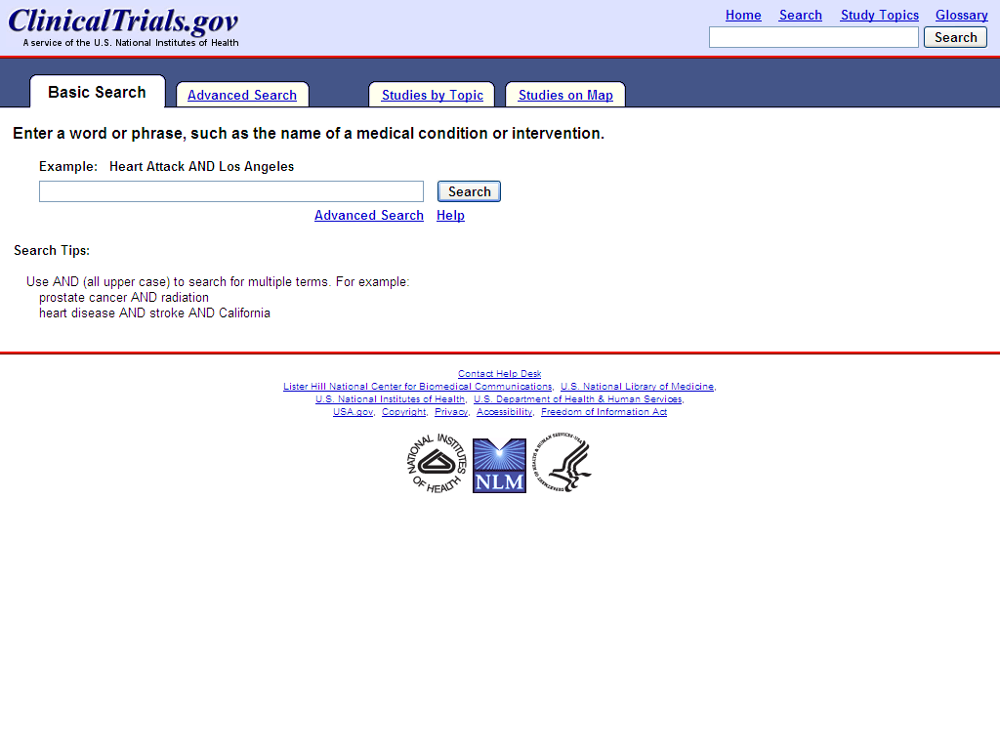 ClinicalTrials.gov
A service of the U.S. National Institutes of Health
Home Search Study Topics Glossary
Search
Basic Search Advanced Search Studies by Topic Studies on Map
Enter a word or phrase, such as the name of a medical condition or intervention.
Example: Heart Attack AND Los Angeles
Search
Advanced Search Help
Search Tips:
Use AND (all upper case) to search for multiple terms. For example:
prostate cancer AND radiation
heart disease AND stroke AND California
Contact Help Desk
Lister Hill National Center for Biomedical Communications, U.S. National Library of Medicine,
U.S. National Institutes of Health, U.S. Department of Health & Human Services,
USA.gov, Copyright, Privacy, Accessibility, Freedom of Information Act
NATIONAL INSTITUTES OF HEALTH
NLM
DEPARTMENT OF HEALTH & HUMAN SERVICES • USA